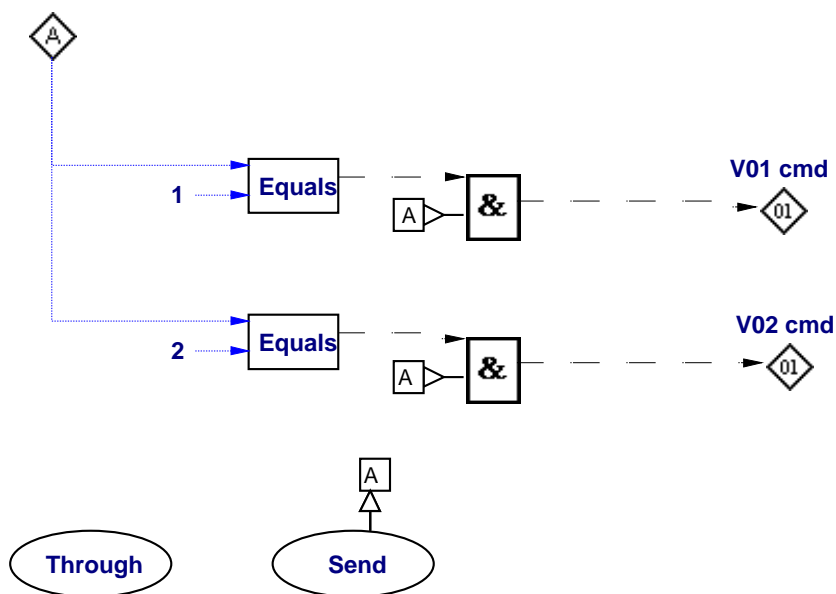 A
Equals
1
A
&
V01 cmd
01
Equals
2
A
&
V02 cmd
01
A
Through
Send